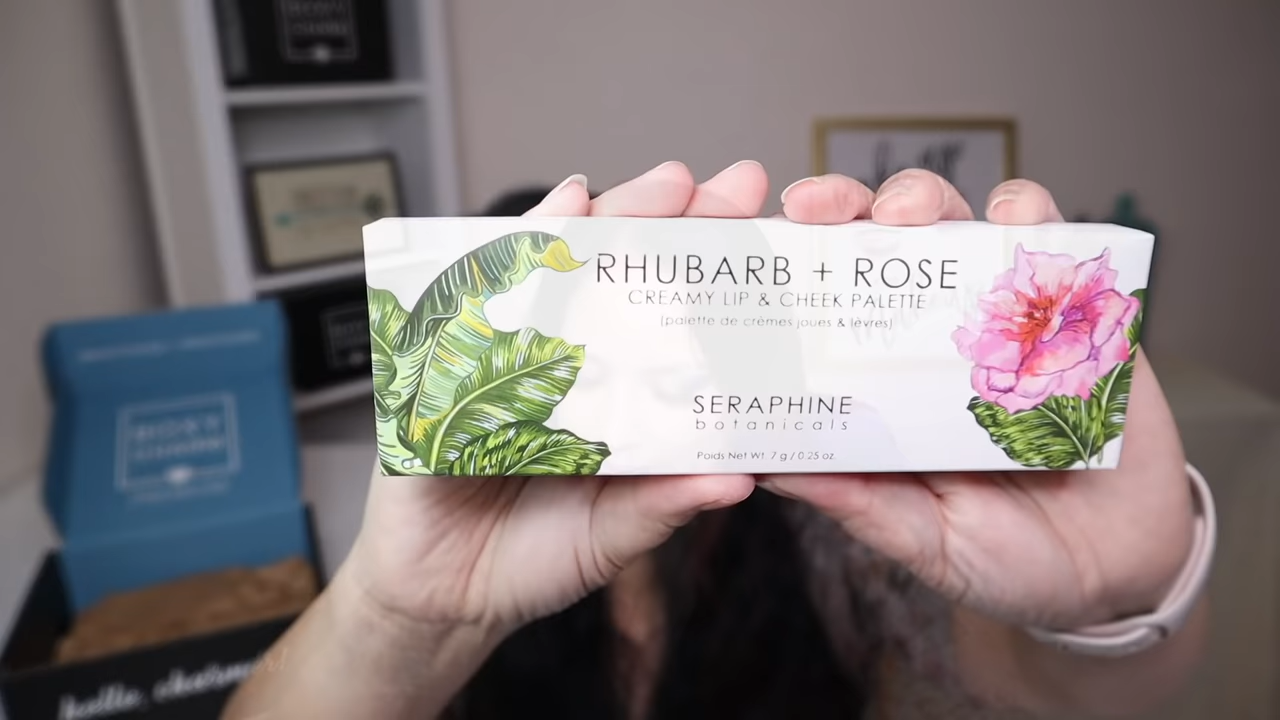 RHUBARB + ROSE
CREAMY LIP & CHEEK PALETTE
(palette de crèmes joues & lèvres)
SERAPHINE
botanicals
Poids Net Wt. 7 g / 0.25 oz.
hello,